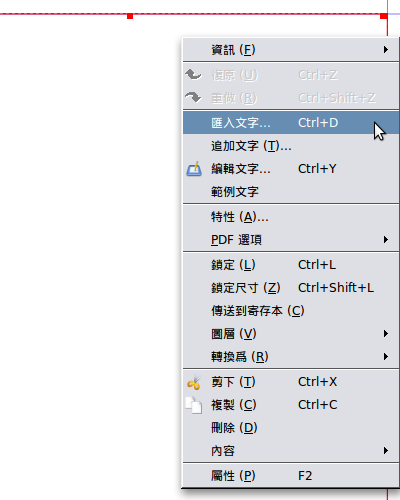 資訊 (F)
復原 (U) Ctrl+Z
重做 (R) Ctrl+Shift+Z
匯入文字... Ctrl+D
追加文字 (T)...
編輯文字... Ctrl+Y
範例文字
特性 (A)...
PDF 選項
鎖定 (L) Ctrl+L
鎖定尺寸 (Z) Ctrl+Shift+L
傳送到寄存本 (C)
圖層 (V)
轉換爲 (R)
剪下 (T) Ctrl+X
複製 (C) Ctrl+C
刪除 (D)
內容
屬性 (P) F2